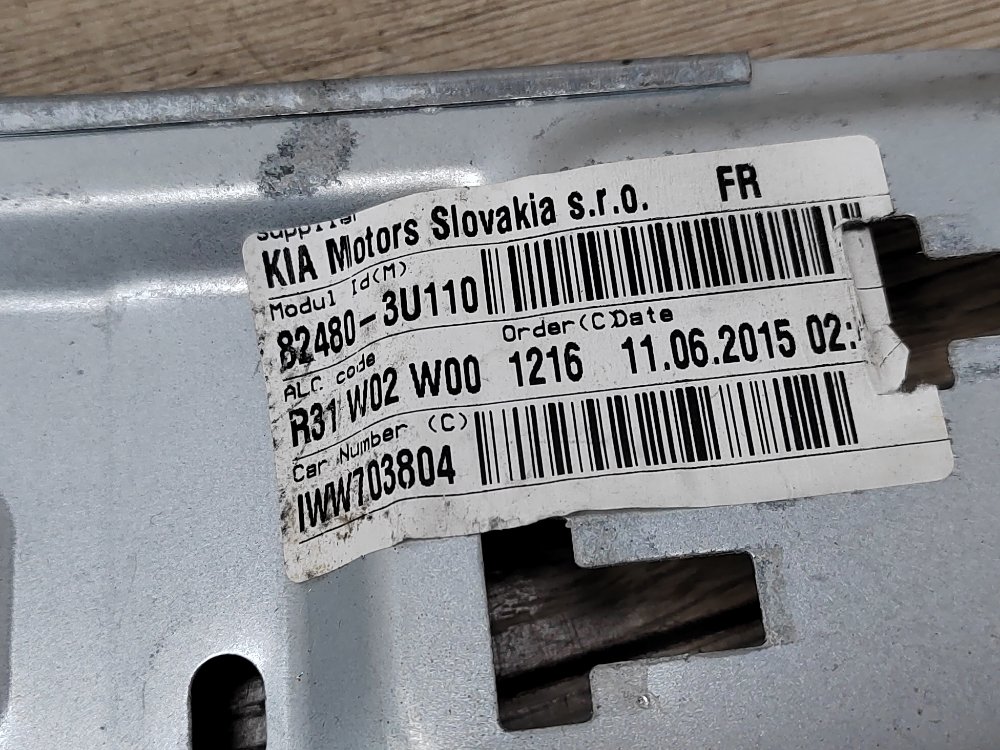 Supplier
KIA Motors Slovakia s.r.o. FR
Modul Id(M)
82480-3U110
ALC code Order(C) Date
R31 W02 W00 1216 11.06.2015 02:
Car Number (C)
IWW703804